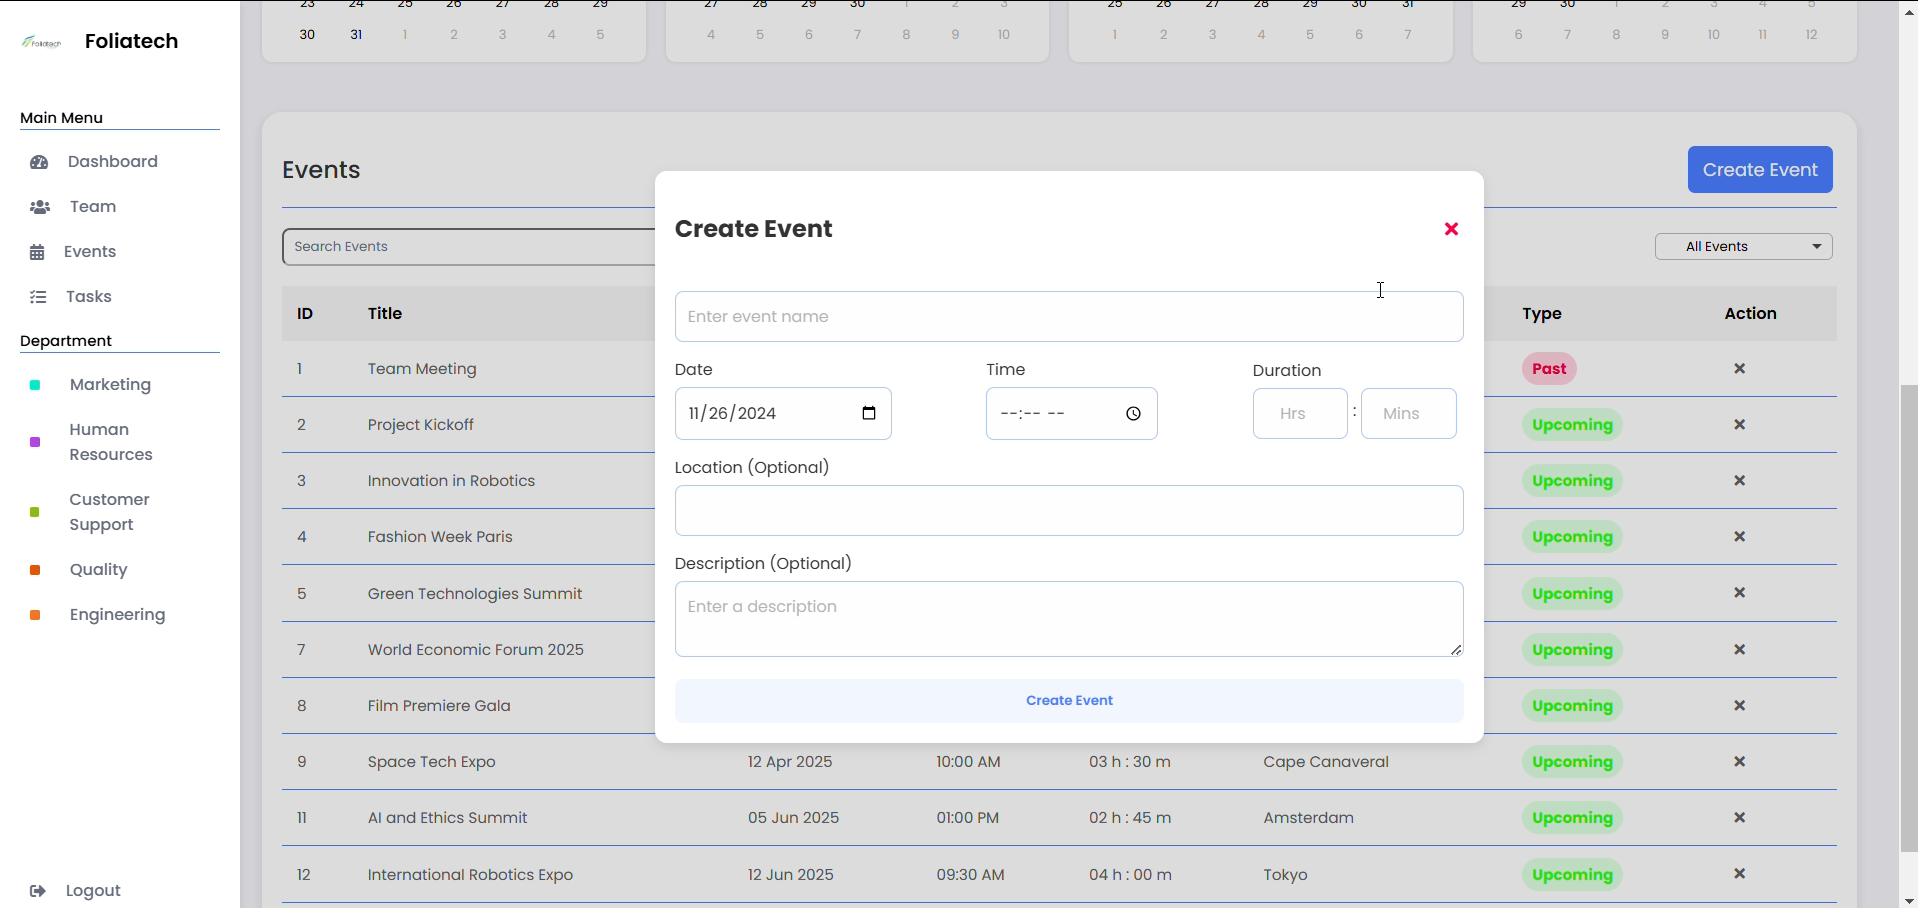 23 24 25 26 27 28 29 27 28 29 30 1 2 3 25 26 27 28 29 30 31 29 30 1 2 3 4 5
30 31 1 2 3 4 5 4 5 6 7 8 9 10 1 2 3 4 5 6 7 6 7 8 9 10 11 12
Foliatech Foliatech
Main Menu
Dashboard
Team
Events
Tasks
Department
Marketing
Human
Resources
Customer
Support
Quality
Engineering
Logout
Events Create Event
Search Events All Events
ID Title Type Action
1 Team Meeting Past
2 Project Kickoff Upcoming
3 Innovation in Robotics Upcoming
4 Fashion Week Paris Upcoming
5 Green Technologies Summit Upcoming
7 World Economic Forum 2025 Upcoming
8 Film Premiere Gala Upcoming
9 Space Tech Expo 12 Apr 2025 10:00 AM 03 h : 30 m Cape Canaveral Upcoming
11 AI and Ethics Summit 05 Jun 2025 01:00 PM 02 h : 45 m Amsterdam Upcoming
12 International Robotics Expo 12 Jun 2025 09:30 AM 04 h : 00 m Tokyo Upcoming
Create Event
Enter event name
Date Time Duration
11/26/2024 --:-- -- Hrs : Mins
Location (Optional)
Description (Optional)
Enter a description
Create Event